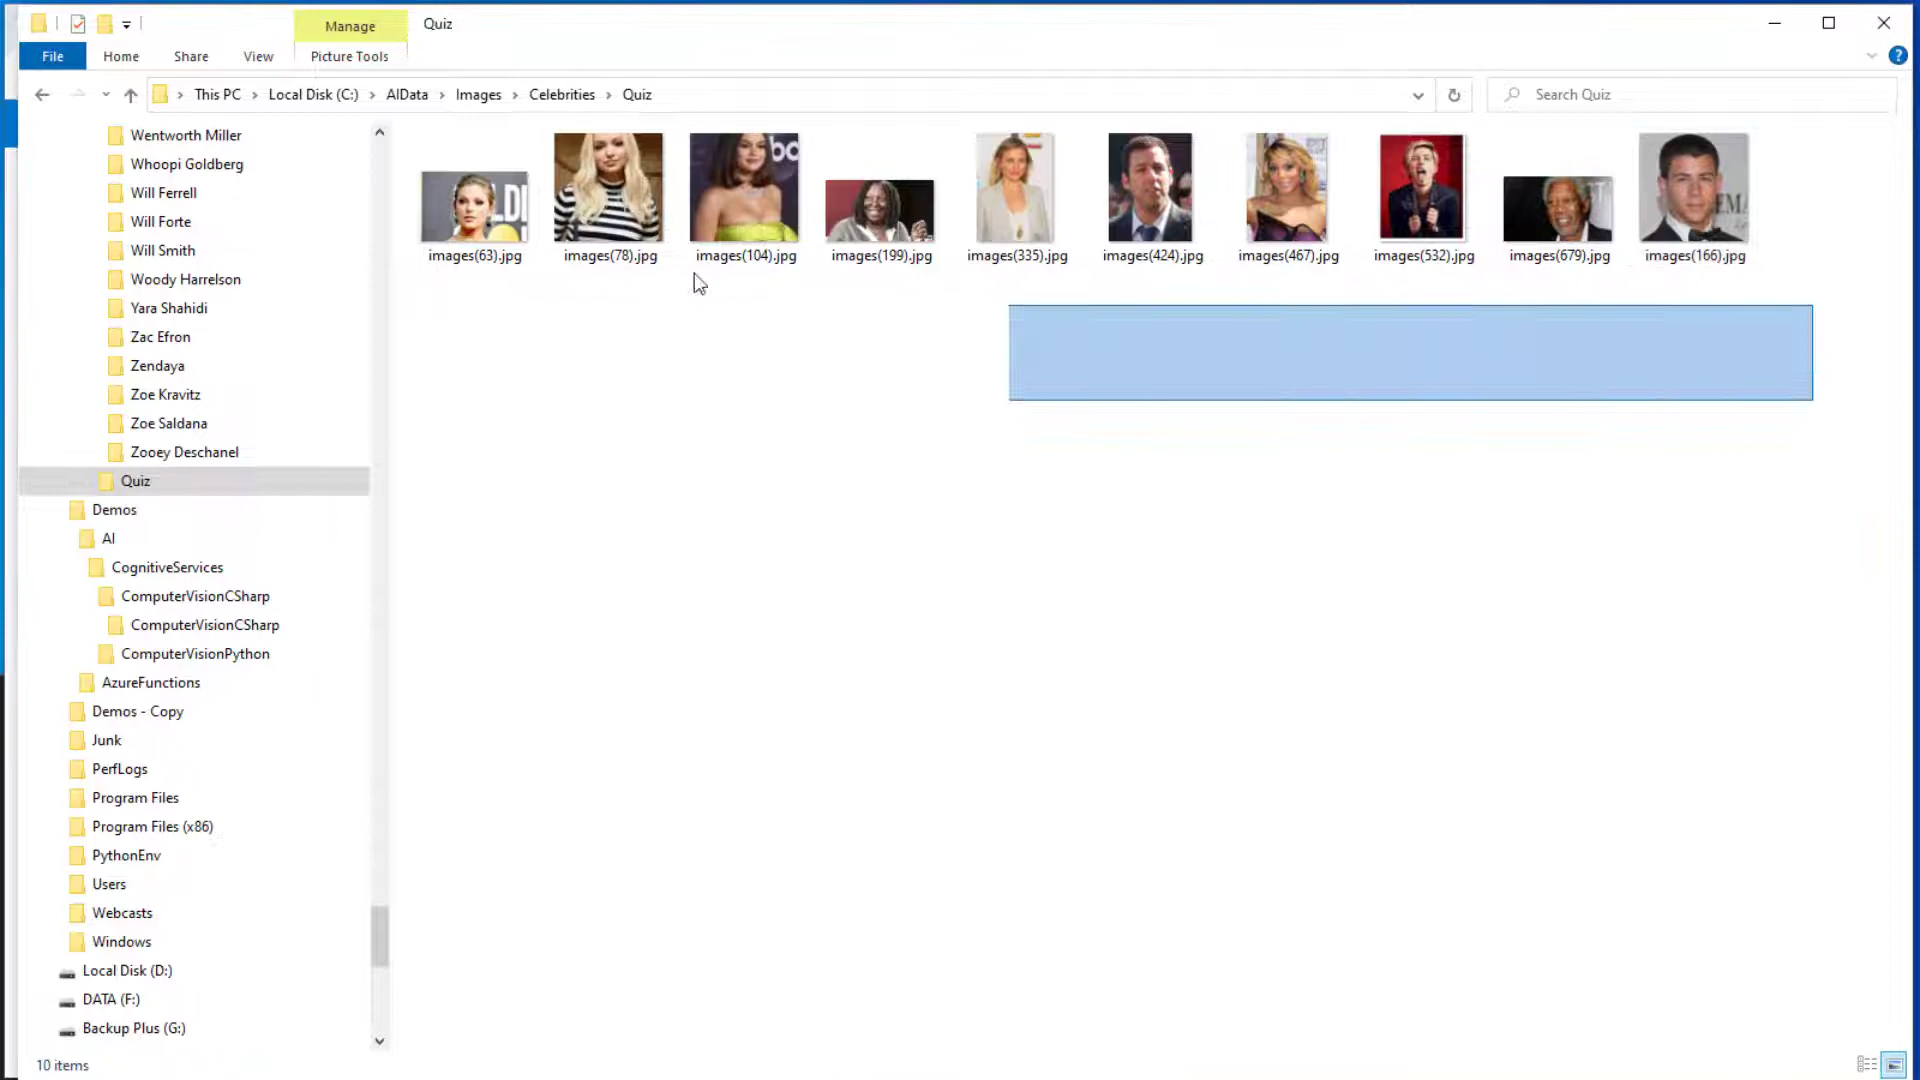 Manage
Quiz
File
Home
Share
View
Picture Tools
This PC
Local Disk (C:)
AIData
Images
Celebrities
Quiz
Search Quiz
Wentworth Miller
Whoopi Goldberg
Will Ferrell
Will Forte
Will Smith
Woody Harrelson
Yara Shahidi
Zac Efron
Zendaya
Zoe Kravitz
Zoe Saldana
Zooey Deschanel
Quiz
Demos
AI
CognitiveServices
ComputerVisionCSharp
ComputerVisionCSharp
ComputerVisionPython
AzureFunctions
Demos - Copy
Junk
PerfLogs
Program Files
Program Files (x86)
PythonEnv
Users
Webcasts
Windows
Local Disk (D:)
DATA (F:)
Backup Plus (G:)
images(63).jpg
images(78).jpg
images(104).jpg
images(199).jpg
images(335).jpg
images(424).jpg
images(467).jpg
images(532).jpg
images(679).jpg
images(166).jpg
10 items